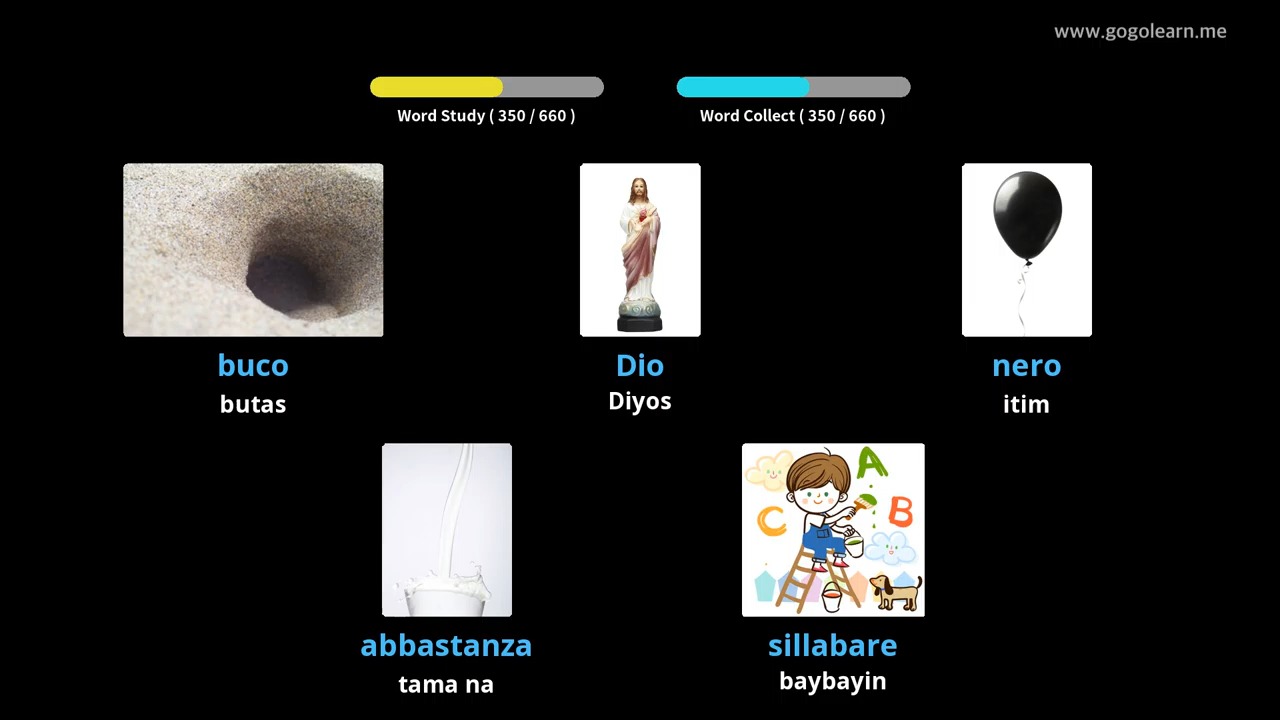 www.gogolearn.me
Word Study ( 350 / 660 )
Word Collect ( 350 / 660 )
buco
butas
Dio
Diyos
nero
itim
A
B
C
abbastanza
tama na
sillabare
baybayin